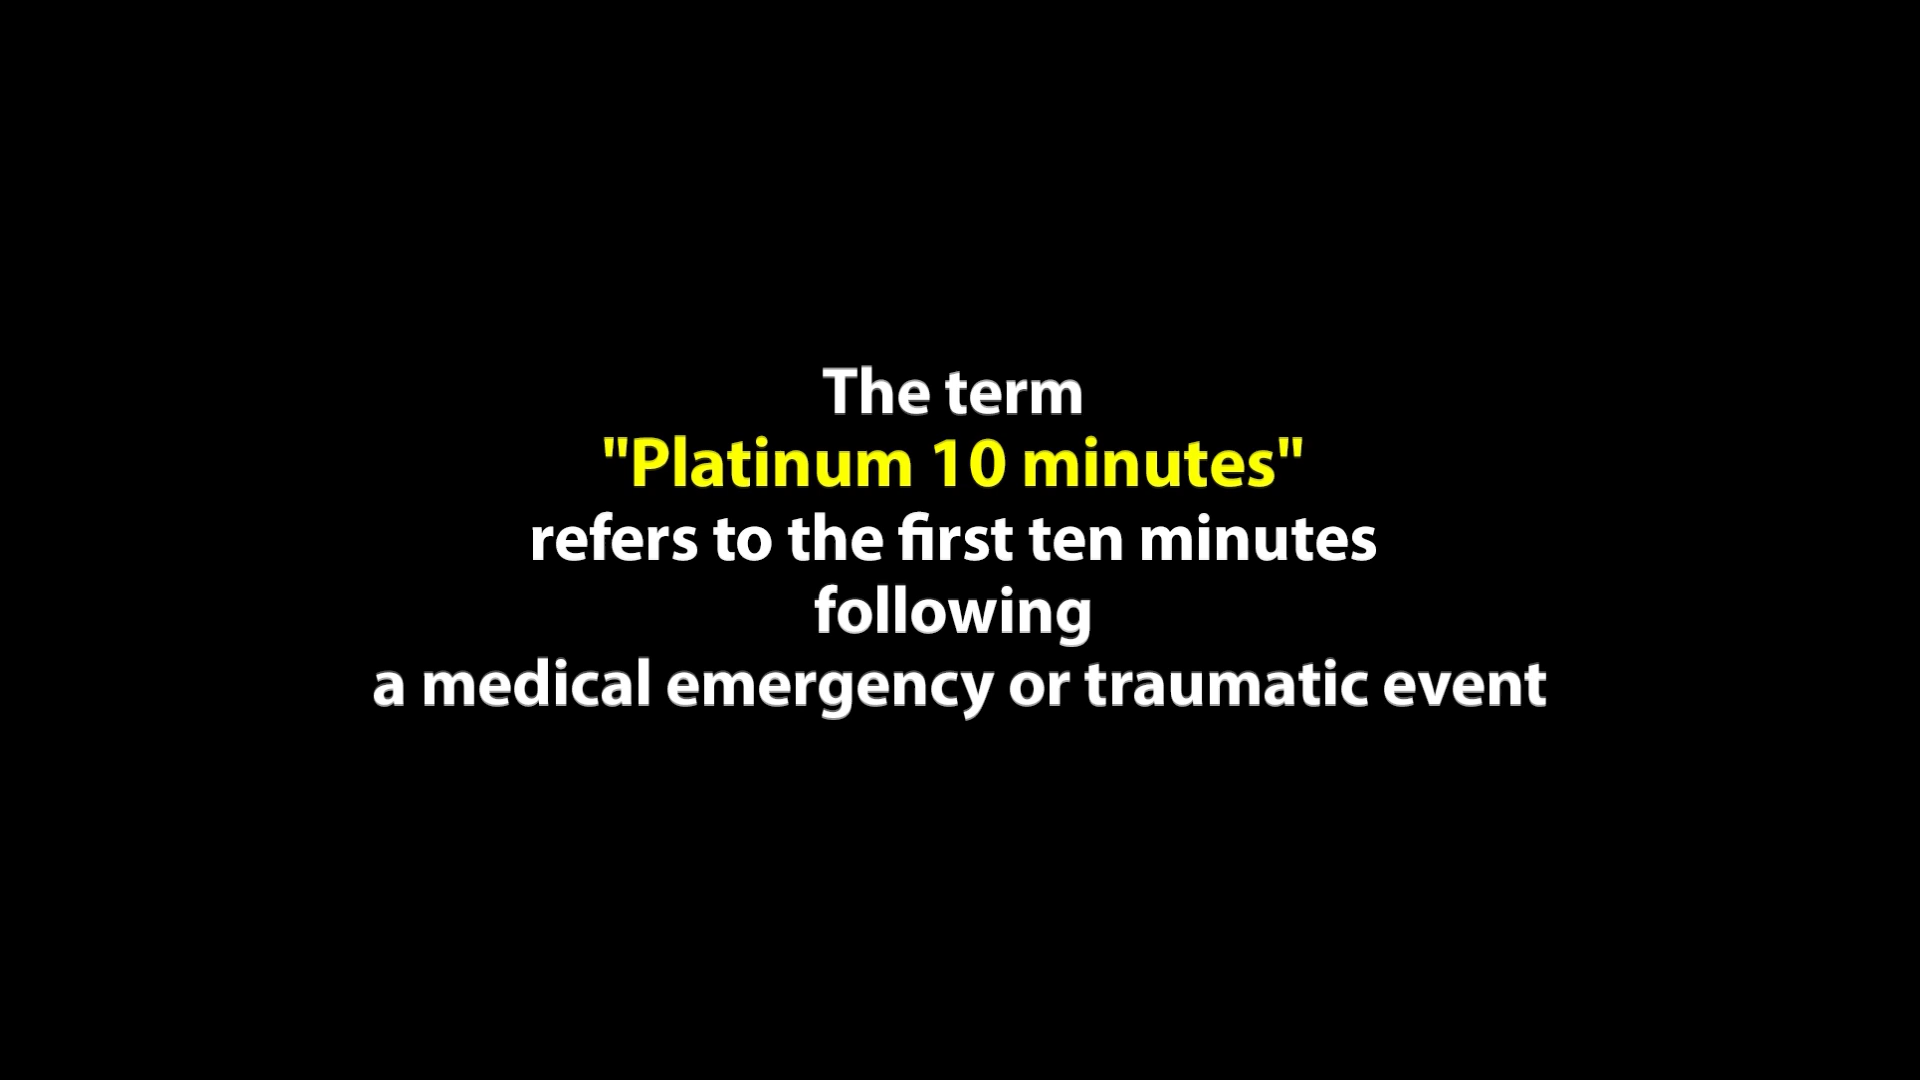 The term
"Platinum 10 minutes"
refers to the first ten minutes
following
a medical emergency or traumatic event